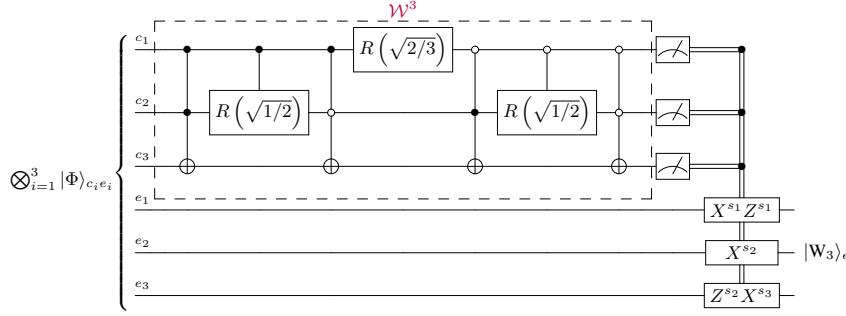 𝒲³
c₁
R(√2/3)
c₂
R(√1/2)
R(√1/2)
c₃
⊗³ᵢ₌₁ |Φ⟩_{cᵢeᵢ}
e₁
X^{s₁} Z^{s₁}
e₂
X^{s₂}
|W₃⟩ₑ
e₃
Z^{s₂} X^{s₃}